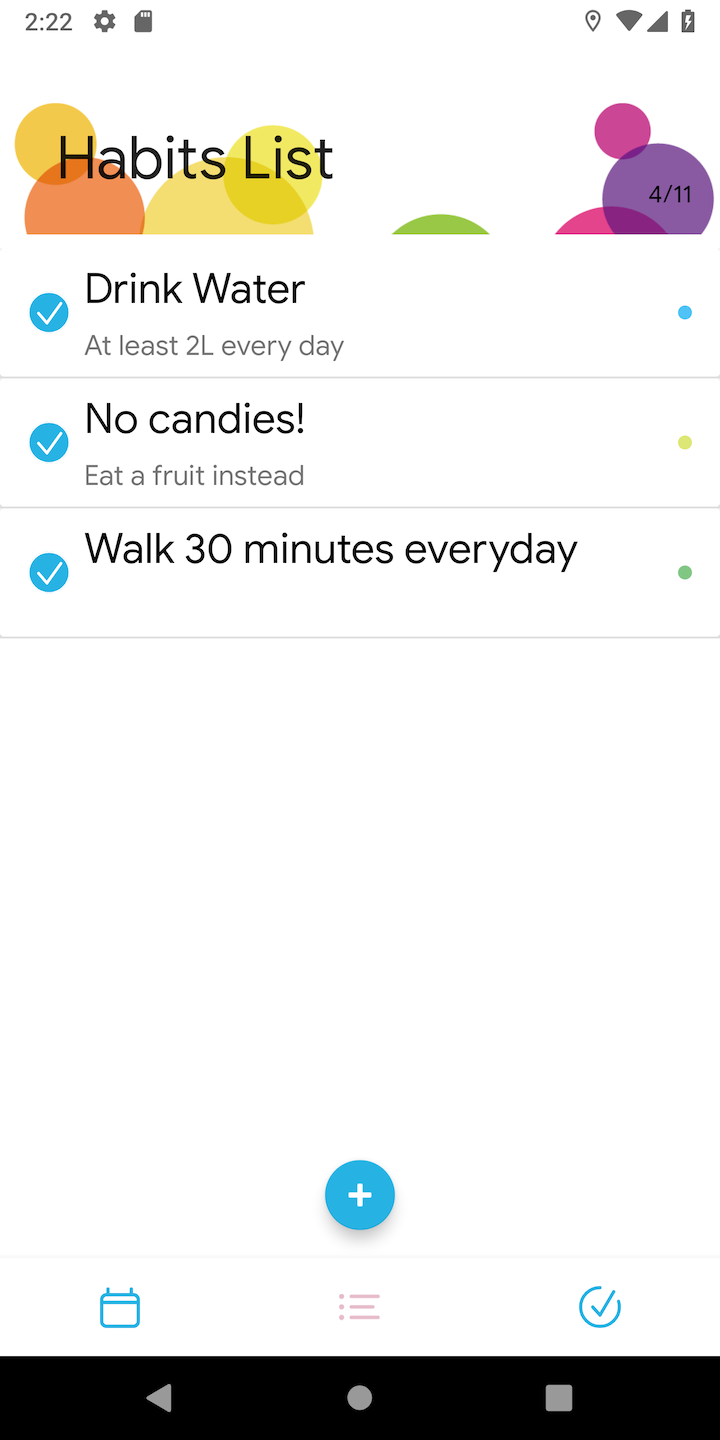 2:22
Habits List
4/11
Drink Water
At least 2L every day
No candies!
Eat a fruit instead
Walk 30 minutes everyday